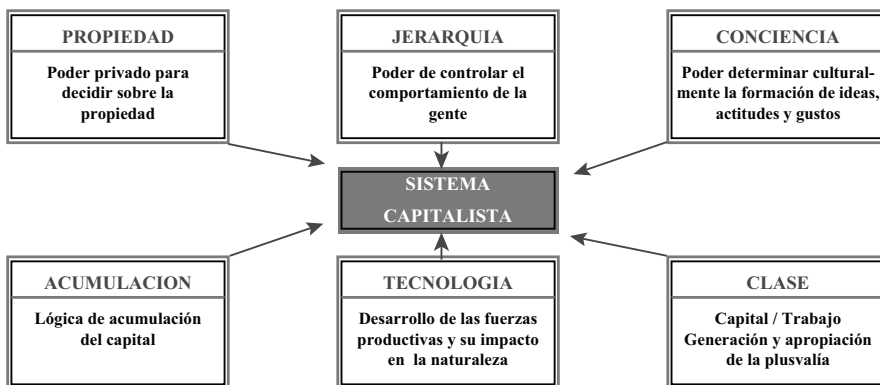 PROPIEDAD
Poder privado para
decidir sobre la
propiedad
JERARQUIA
Poder de controlar el
comportamiento de la
gente
CONCIENCIA
Poder determinar cultural-
mente la formación de ideas,
actitudes y gustos
SISTEMA
CAPITALISTA
ACUMULACION
Lógica de acumulación
del capital
TECNOLOGIA
Desarrollo de las fuerzas
productivas y su impacto
en la naturaleza
CLASE
Capital / Trabajo
Generación y apropiación
de la plusvalía